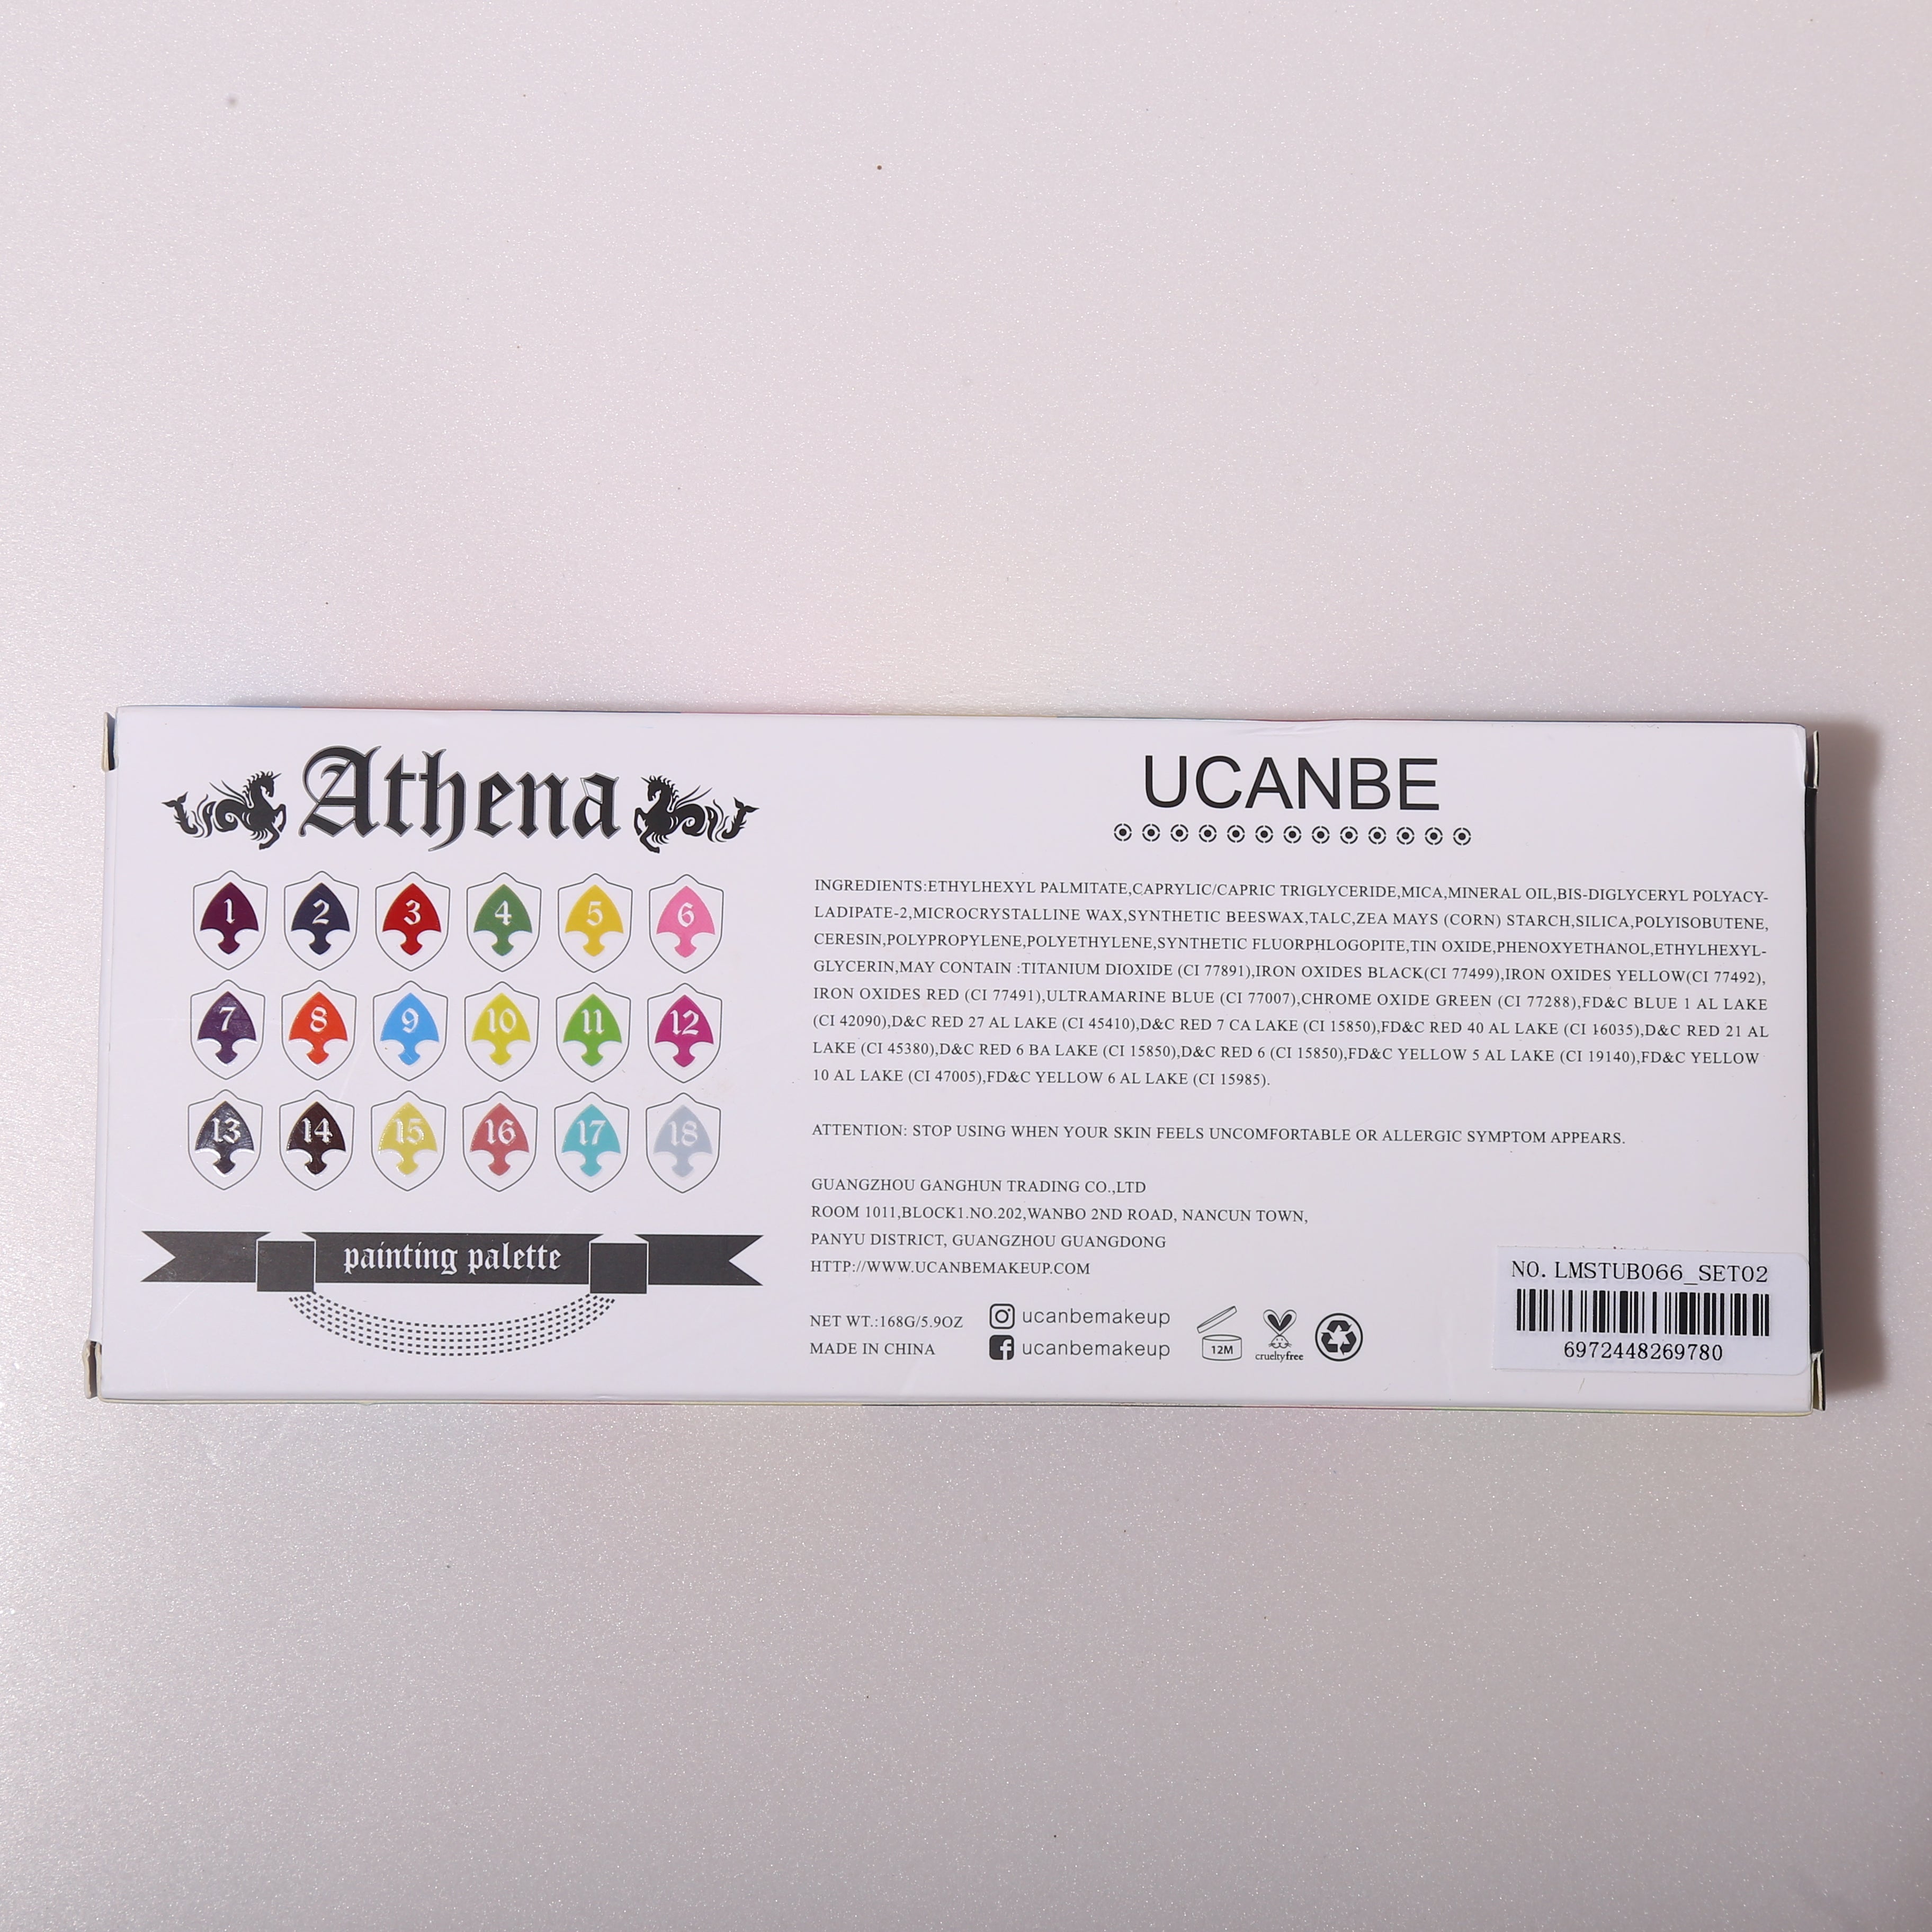 Athena
1 2 3 4 5 6
7 8 9 10 11 12
13 14 15 16 17 18
painting palette
UCANBE
INGREDIENTS:ETHYLHEXYL PALMITATE,CAPRYLIC/CAPRIC TRIGLYCERIDE,MICA,MINERAL OIL,BIS-DIGLYCERYL POLYACY-
LADIPATE-2,MICROCRYSTALLINE WAX,SYNTHETIC BEESWAX,TALC,ZEA MAYS (CORN) STARCH,SILICA,POLYISOBUTENE,
CERESIN,POLYPROPYLENE,POLYETHYLENE,SYNTHETIC FLUORPHLOGOPITE,TIN OXIDE,PHENOXYETHANOL,ETHYLHEXYL-
GLYCERIN,MAY CONTAIN :TITANIUM DIOXIDE (CI 77891),IRON OXIDES BLACK(CI 77499),IRON OXIDES YELLOW(CI 77492),
IRON OXIDES RED (CI 77491),ULTRAMARINE BLUE (CI 77007),CHROME OXIDE GREEN (CI 77288),FD&C BLUE 1 AL LAKE
(CI 42090),D&C RED 27 AL LAKE (CI 45410),D&C RED 7 CA LAKE (CI 15850),FD&C RED 40 AL LAKE (CI 16035),D&C RED 21 AL
LAKE (CI 45380),D&C RED 6 BA LAKE (CI 15850),D&C RED 6 (CI 15850),FD&C YELLOW 5 AL LAKE (CI 19140),FD&C YELLOW
10 AL LAKE (CI 47005),FD&C YELLOW 6 AL LAKE (CI 15985).
ATTENTION: STOP USING WHEN YOUR SKIN FEELS UNCOMFORTABLE OR ALLERGIC SYMPTOM APPEARS.
GUANGZHOU GANGHUN TRADING CO.,LTD
ROOM 1011,BLOCK1.NO.202,WANBO 2ND ROAD, NANCUN TOWN,
PANYU DISTRICT, GUANGZHOU GUANGDONG
HTTP://WWW.UCANBEMAKEUP.COM
NET WT.:168G/5.9OZ
MADE IN CHINA
ucanbemakeup
ucanbemakeup
12M
crueltyfree
NO. LMSTUB066_SET02
6972448269780